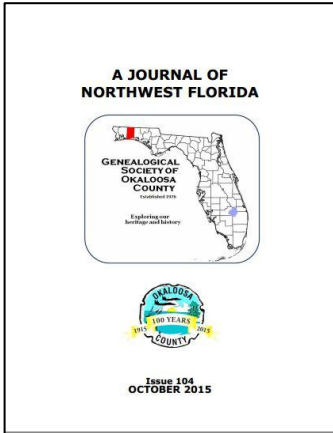 A JOURNAL OF
NORTHWEST FLORIDA
GENEALOGICAL
SOCIETY OF
OKALOOSA
COUNTY
Established 1976
Exploring our
heritage and history
OKALOOSA
1915 100 YEARS 2015
COUNTY
Issue 104
OCTOBER 2015